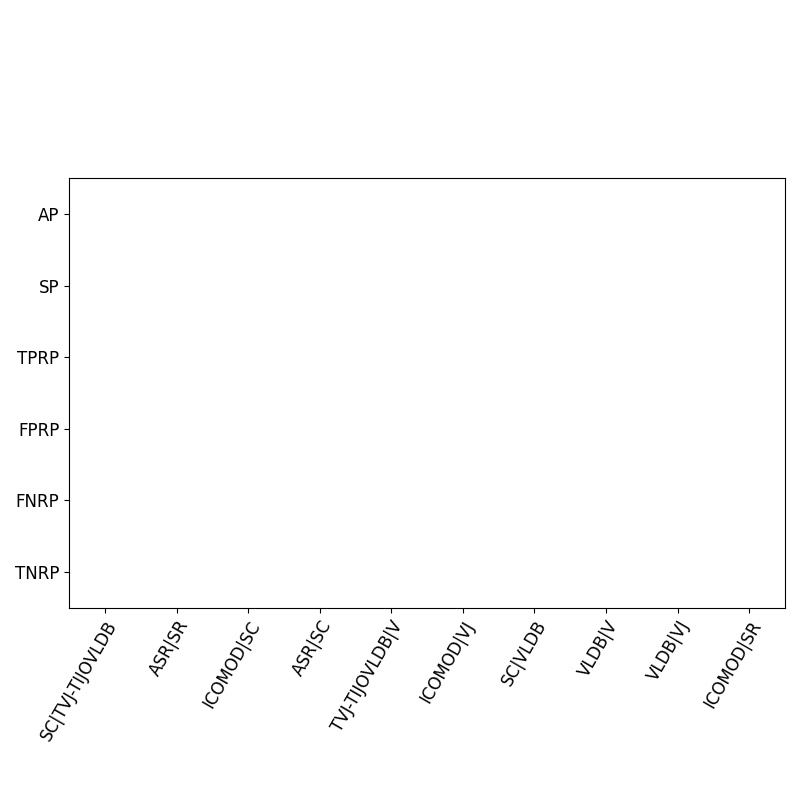 AP
SP
TPRP
FPRP
FNRP
TNRP
SC|TVJ-TIJOVLDB
ASR|SR
ICOMOD|SC
ASR|SC
TVJ-TIJOVLDB|V
ICOMOD|VJ
SC|VLDB
VLDB|V
VLDB|VJ
ICOMOD|SR